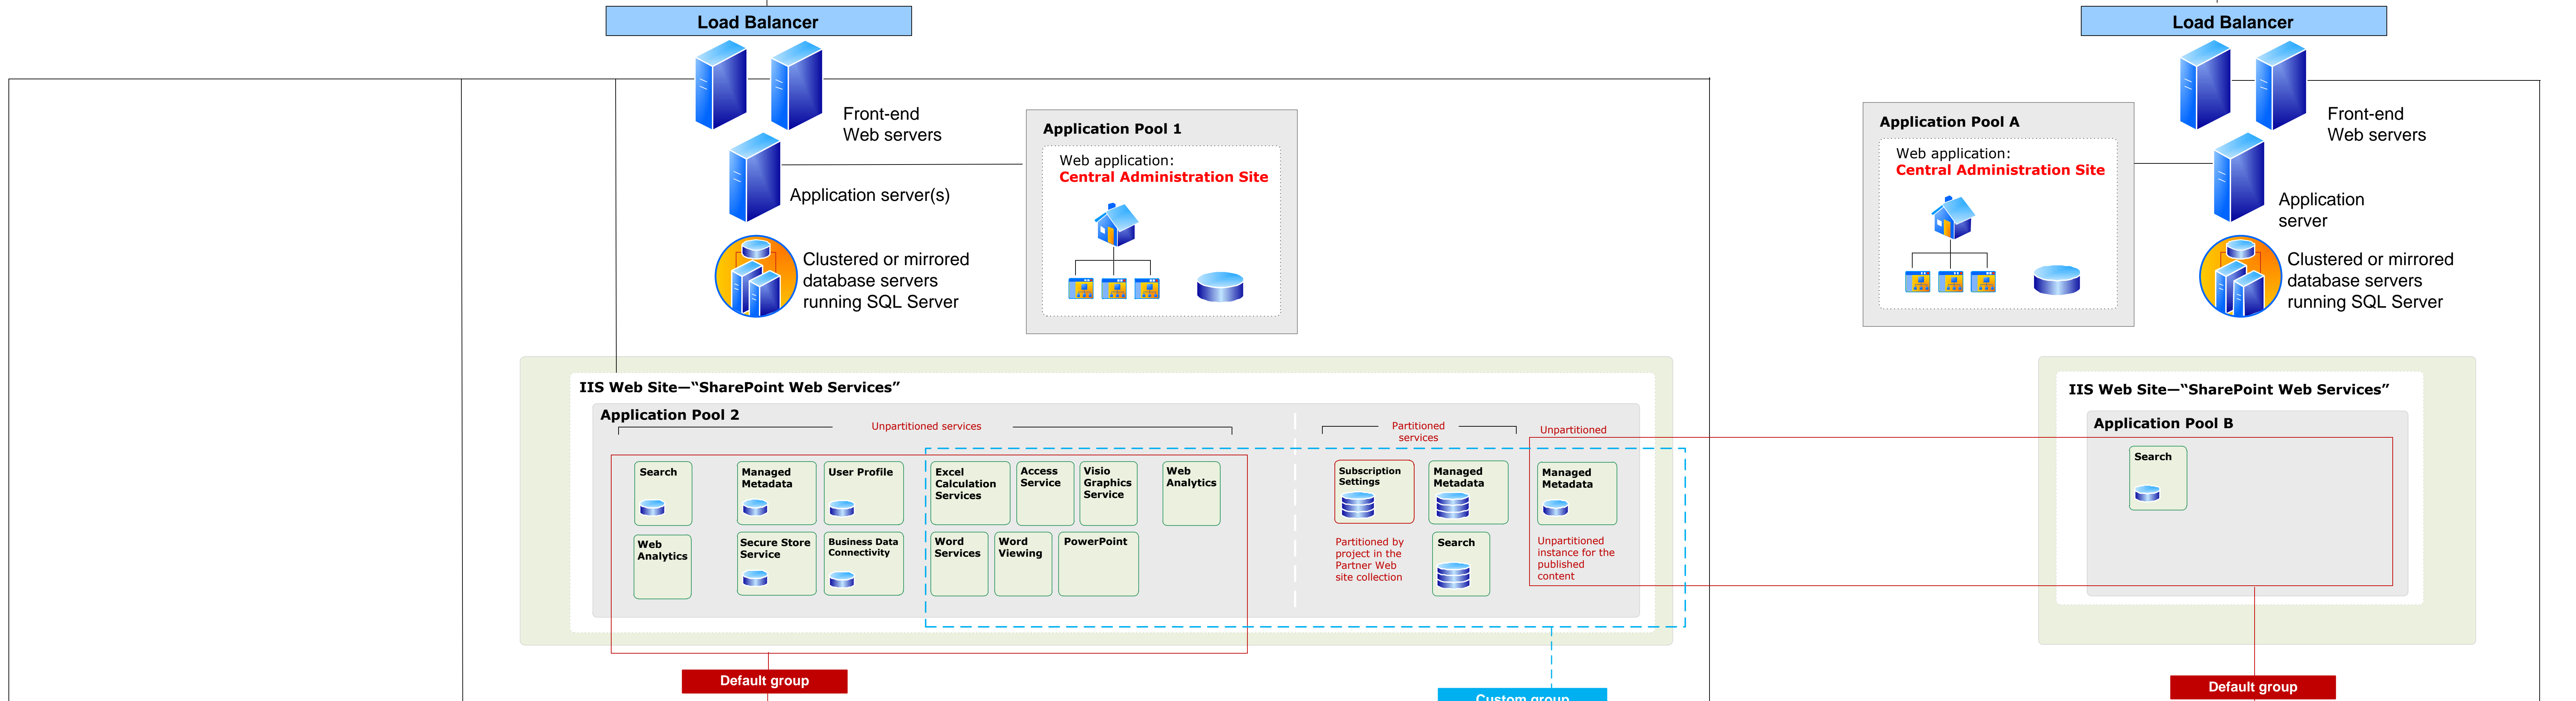 Load Balancer
Front-end
Web servers
Application server(s)
Clustered or mirrored
database servers
running SQL Server
Application Pool 1
Web application:
Central Administration Site
IIS Web Site—“SharePoint Web Services”
Application Pool 2
Unpartitioned services
Search
Managed
Metadata
User Profile
Excel
Calculation
Services
Access
Service
Visio
Graphics
Service
Web
Analytics
Web
Analytics
Secure Store
Service
Business Data
Connectivity
Word
Services
Word
Viewing
PowerPoint
Partitioned
services
Subscription
Settings
Managed
Metadata
Partitioned by
project in the
Partner Web
site collection
Search
Unpartitioned
Managed
Metadata
Unpartitioned
instance for the
published
content
Default group
Custom group
Load Balancer
Application Pool A
Web application:
Central Administration Site
Front-end
Web servers
Application
server
Clustered or mirrored
database servers
running SQL Server
IIS Web Site—“SharePoint Web Services”
Application Pool B
Search
Default group